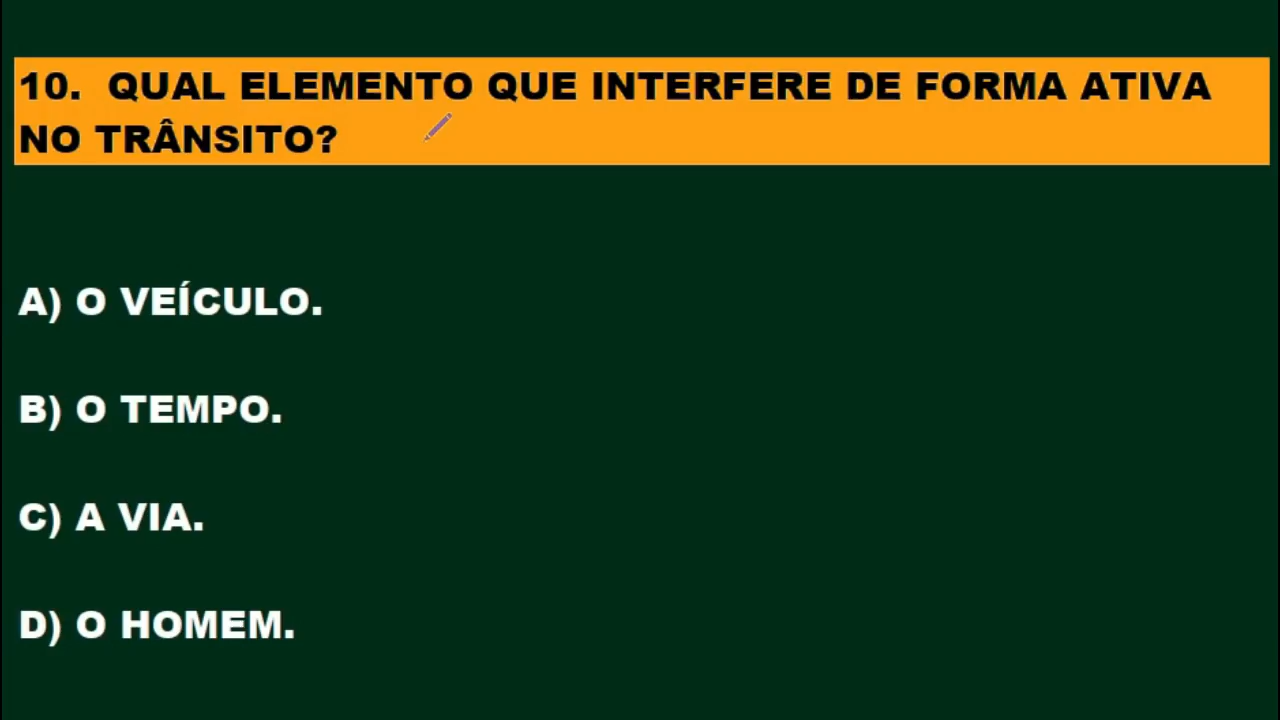 10. QUAL ELEMENTO QUE INTERFERE DE FORMA ATIVA
NO TRÂNSITO?
A) O VEÍCULO.
B) O TEMPO.
C) A VIA.
D) O HOMEM.